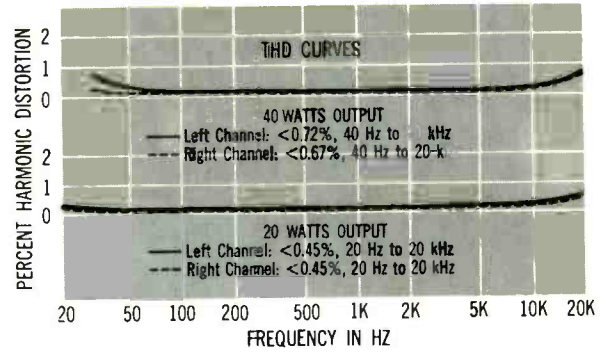 PERCENT HARMONIC DISTORTION
2
THD CURVES
1
0
40 WATTS OUTPUT
Left Channel: <0.72%, 40 Hz to kHz
Right Channel: <0.67%, 40 Hz to 20-k
2
1
0
20 WATTS OUTPUT
Left Channel: <0.45%, 20 Hz to 20 kHz
Right Channel: <0.45%, 20 Hz to 20 kHz
20 50 100 200 500 1K 2K 5K 10K 20K
FREQUENCY IN HZ